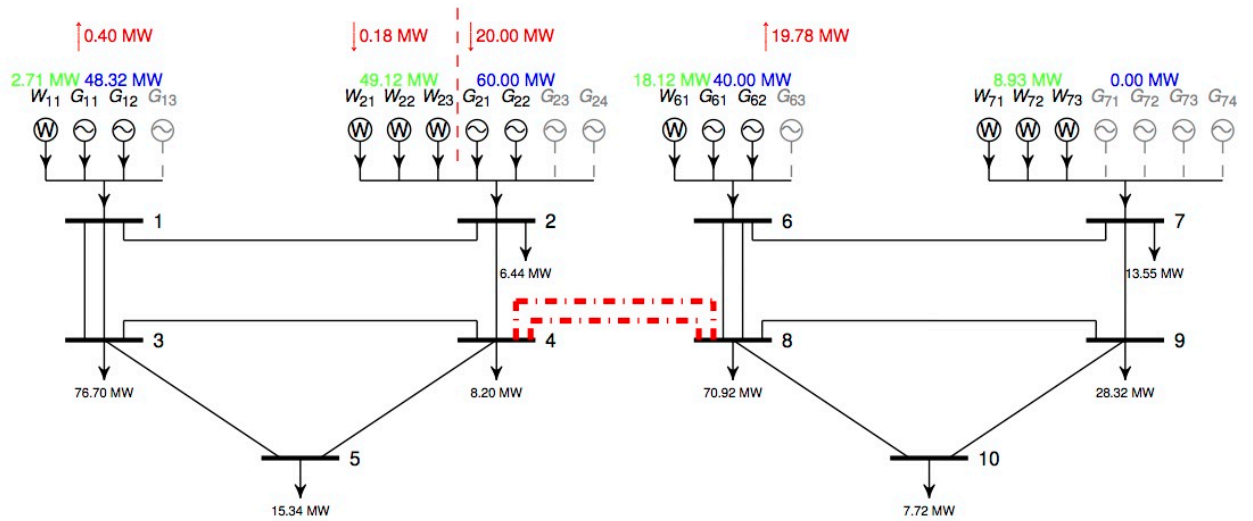 0.40 MW 0.18 MW 20.00 MW 19.78 MW
2.71 MW 48.32 MW 49.12 MW 60.00 MW 18.12 MW 40.00 MW 8.93 MW 0.00 MW
W11 G11 G12 G13 W21 W22 W23 G21 G22 G23 G24 W61 G61 G62 G63 W71 W72 W73 G71 G72 G73 G74
W W W W W W W W
1 2 6 7
6.44 MW 13.55 MW
3 4 8 9
76.70 MW 8.20 MW 70.92 MW 28.32 MW
5 10
15.34 MW 7.72 MW